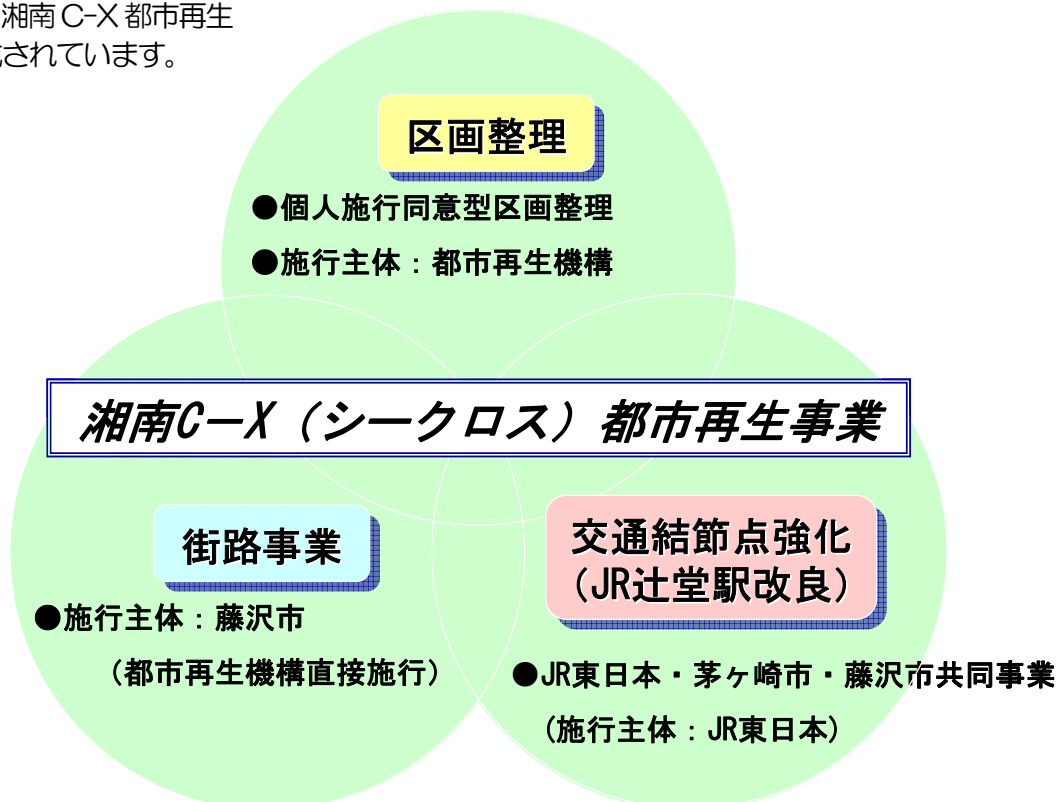 湘南 C-X 都市再生
されています。
区画整理
●個人施行同意型区画整理
●施行主体：都市再生機構
湘南C－X（シークロス）都市再生事業
街路事業
●施行主体：藤沢市
（都市再生機構直接施行）
交通結節点強化
（JR辻堂駅改良）
●JR東日本・茅ヶ崎市・藤沢市共同事業
（施行主体：JR東日本）